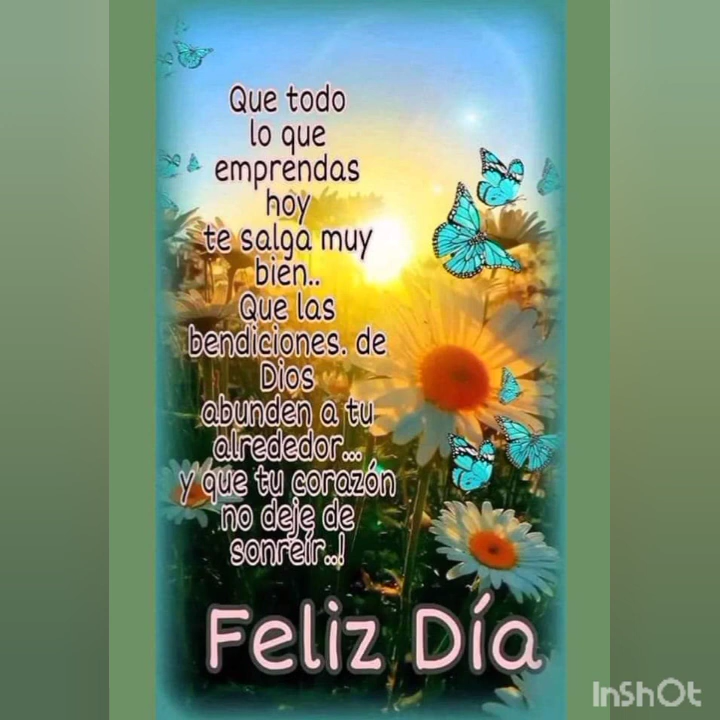 Que todo
lo que
emprendas
hoy
te salga muy
bien..
Que las
bendiciones. de
Dios
abunden a tu
alrededor...
y que tu corazón
no deje de
sonreír..!
Feliz Día
InShOt